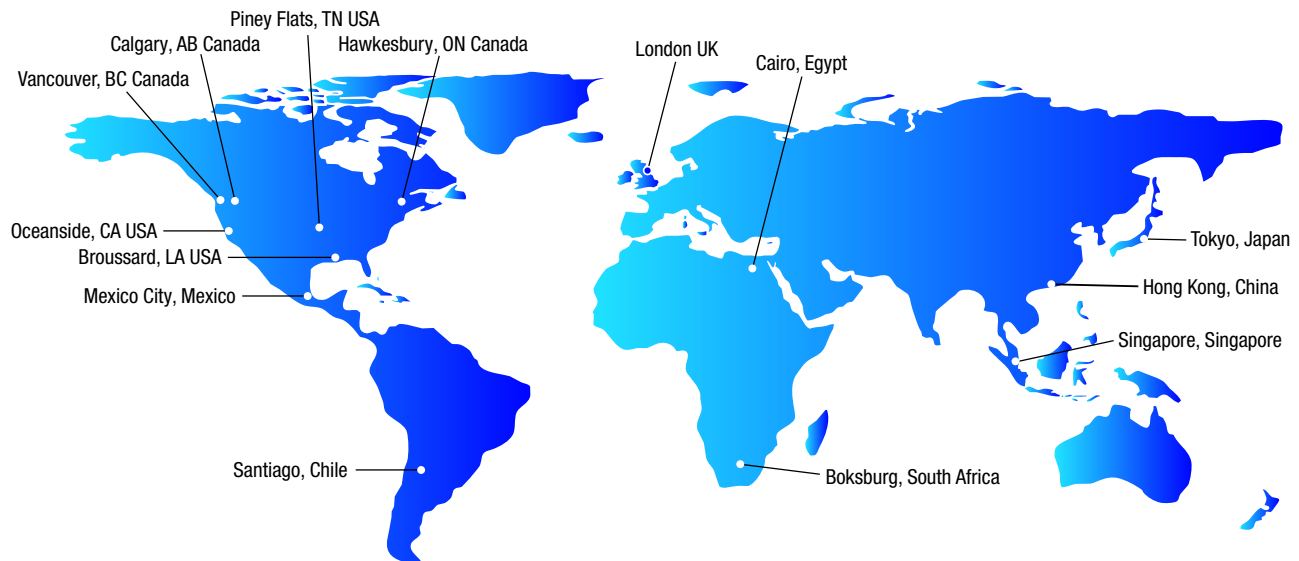 Piney Flats, TN USA
Calgary, AB Canada
Hawkesbury, ON Canada
London UK
Cairo, Egypt
Vancouver, BC Canada
Oceanside, CA USA
Tokyo, Japan
Broussard, LA USA
Hong Kong, China
Mexico City, Mexico
Singapore, Singapore
Santiago, Chile
Boksburg, South Africa